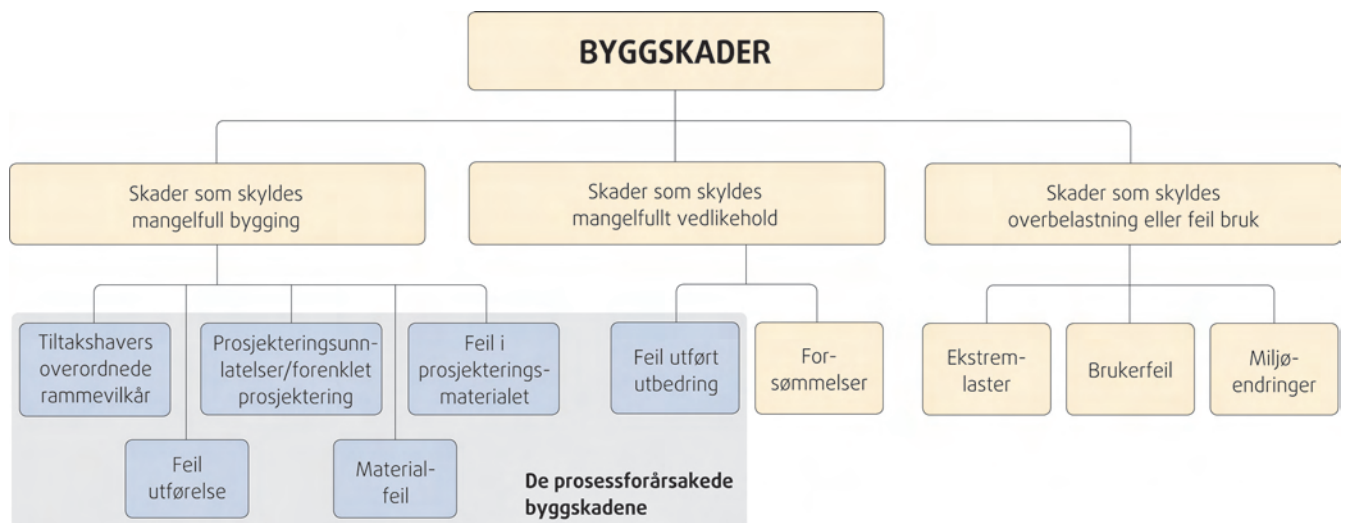 BYGGSKADER
Skader som skyldes
mangelfull bygging
Skader som skyldes
mangelfullt vedlikehold
Skader som skyldes
overbelastning eller feil bruk
Tiltakshavers
overordnede
rammevilkår
Prosjekteringsunn-
latelser/forenklet
prosjektering
Feil i
prosjekterings-
materialet
Feil utført
utbedring
For-
sømmelser
Ekstrem-
laster
Brukerfeil
Miljø-
endringer
Feil
utførelse
Material-
feil
De prosessforårsakede
byggskadene